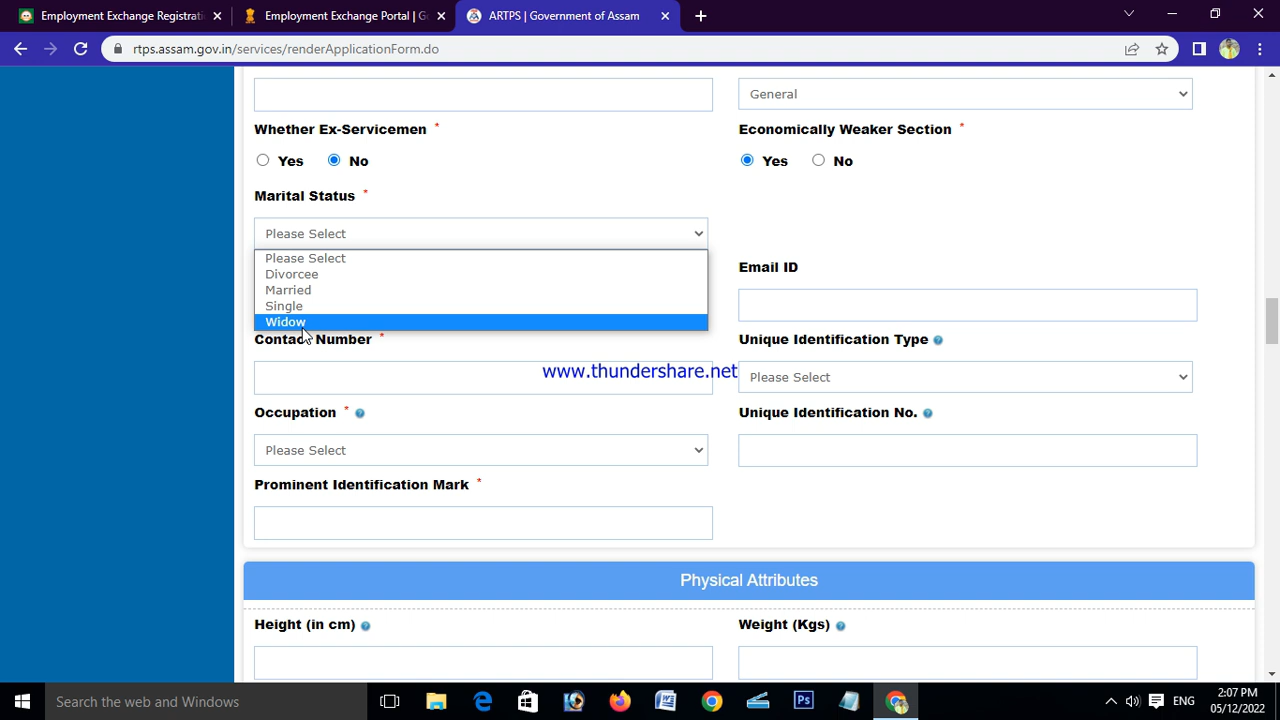 Employment Exchange Registratio
Employment Exchange Portal | Go
ARTPS | Government of Assam
rtps.assam.gov.in/services/renderApplicationForm.do
General
Whether Ex-Servicemen *
Economically Weaker Section *
Yes No
Yes No
Marital Status *
Please Select
Please Select
Divorcee
Married
Single
Widow
Email ID
Contact Number *
Unique Identification Type
www.thundershare.net
Please Select
Occupation *
Unique Identification No.
Please Select
Prominent Identification Mark *
Physical Attributes
Height (in cm)
Weight (Kgs)
Search the web and Windows
ENG
2:07 PM
05/12/2022